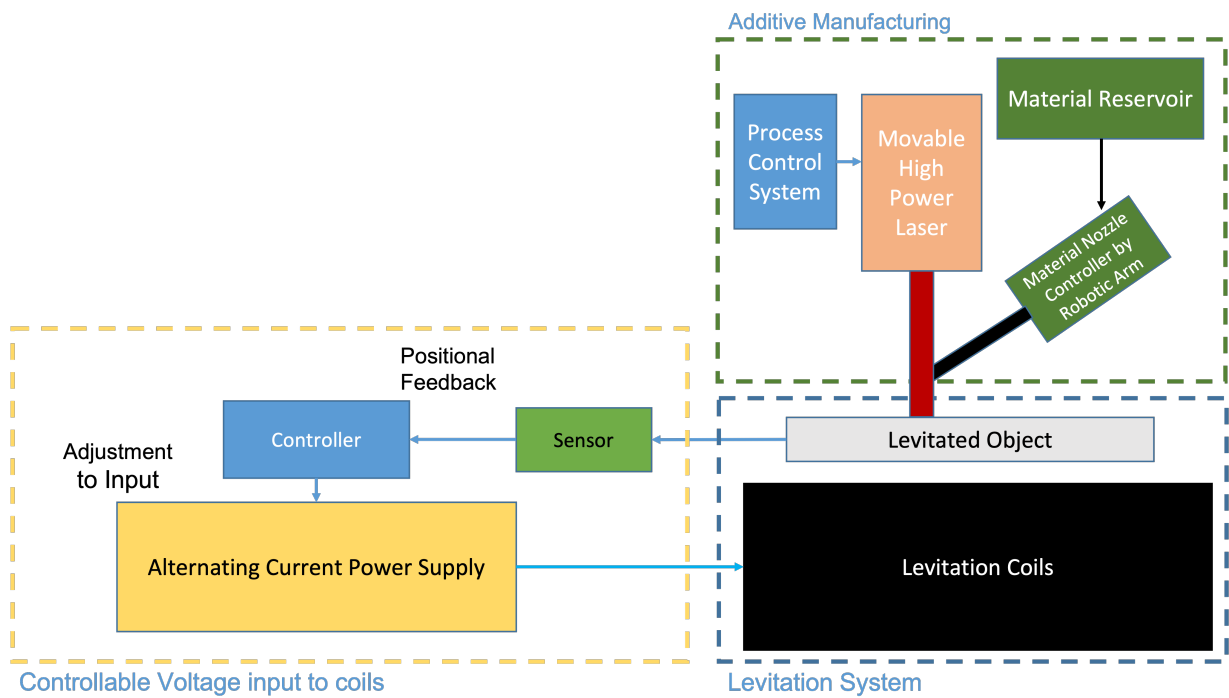 Additive Manufacturing
Process
Control
System
Movable
High
Power
Laser
Material Reservoir
Material Nozzle
Controller by
Robotic Arm
Positional
Feedback
Controller
Sensor
Levitated Object
Adjustment
to Input
Alternating Current Power Supply
Levitation Coils
Controllable Voltage input to coils
Levitation System